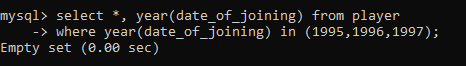 mysql> select *, year(date_of_joining) from player
    -> where year(date_of_joining) in (1995,1996,1997);
Empty set (0.00 sec)